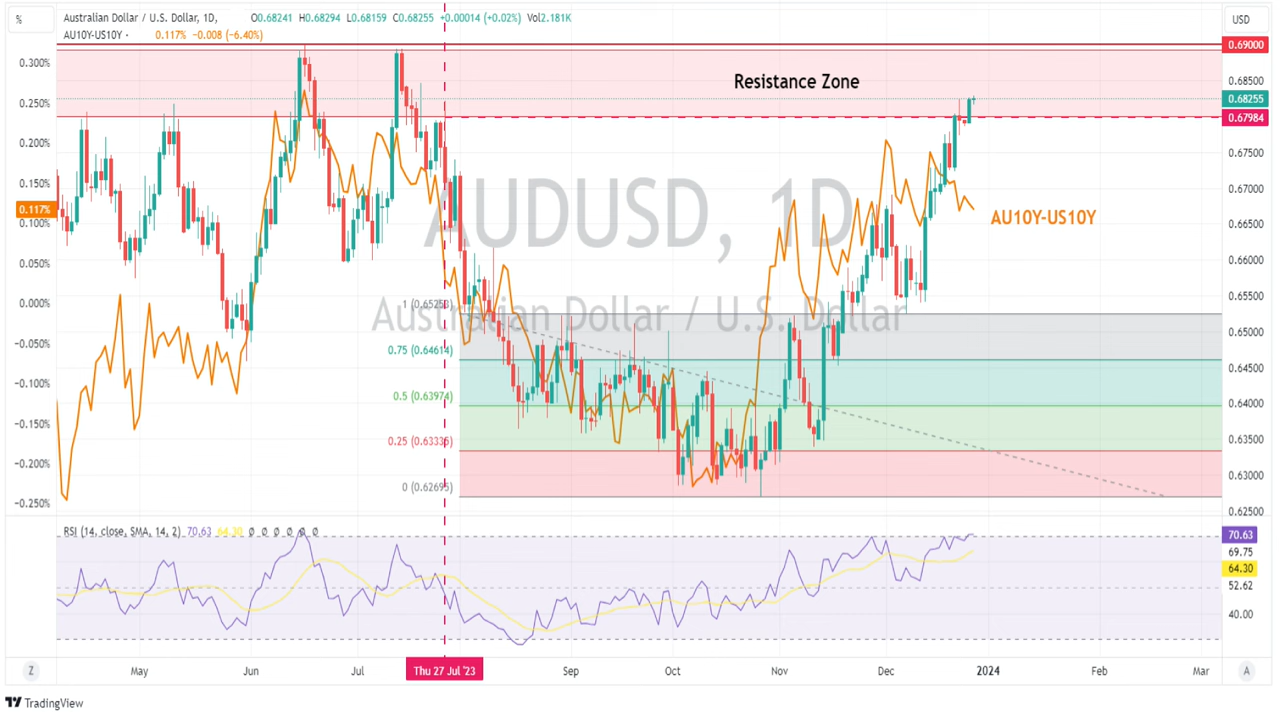 %
Australian Dollar / U.S. Dollar, 1D, O0.68241 H0.68294 L0.68159 C0.68255 +0.00014 (+0.02%) Vol2.181K
USD
AU10Y-US10Y · 0.117% -0.008 (-6.40%)
0.69000
0.300%
Resistance Zone
0.68500
0.250%
0.68255
0.67984
0.200%
0.67500
0.150%
0.67000
0.117%
AUDUSD, 1D
AU10Y-US10Y
0.100%
0.66500
0.050%
0.66000
0.000%
1 (0.65253)
0.65500
Australian Dollar / U.S. Dollar
0.65000
−0.050%
0.75 (0.64614)
0.64500
−0.100%
0.5 (0.63974)
0.64000
−0.150%
0.25 (0.63335)
0.63500
−0.200%
0 (0.62695)
0.63000
−0.250%
0.62500
RSI (14, close, SMA, 14, 2) 70.63 64.30 Ø Ø Ø Ø Ø Ø
70.63
69.75
64.30
52.62
40.00
Z
May
Jun
Jul
Thu 27 Jul '23
Sep
Oct
Nov
Dec
2024
Feb
Mar
A
TradingView